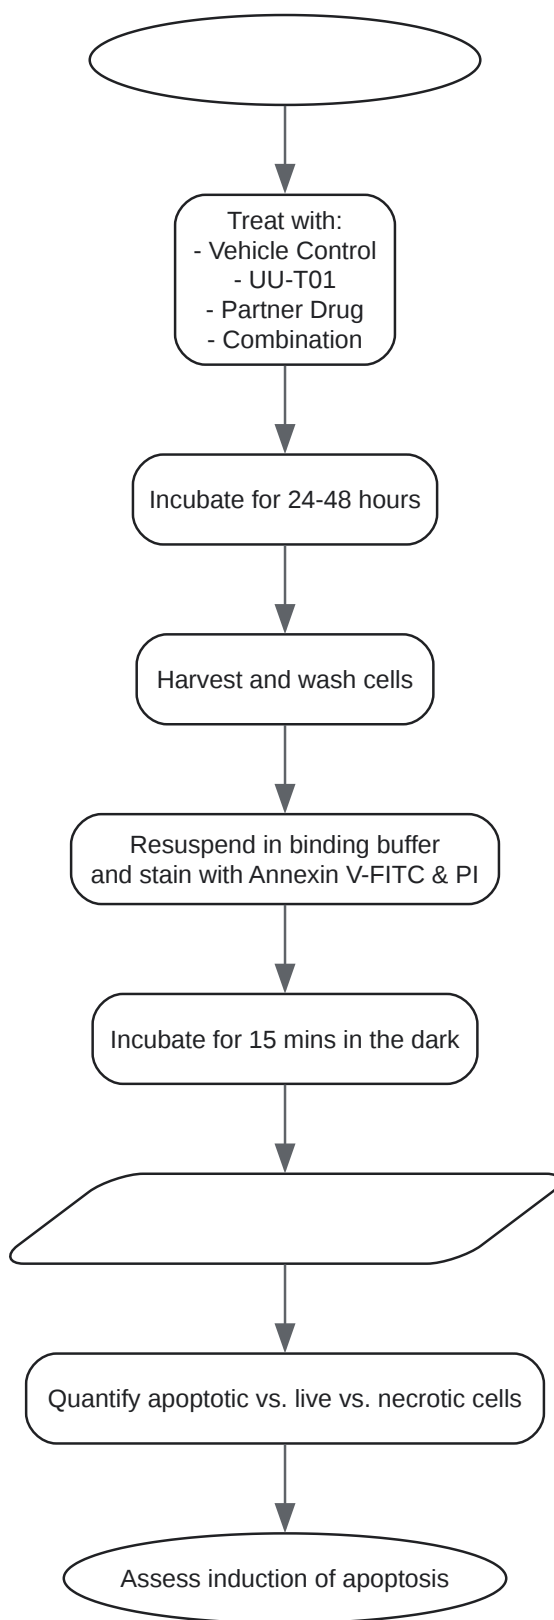 Treat with:
- Vehicle Control
- UU-T01
- Partner Drug
- Combination
Incubate for 24-48 hours
Harvest and wash cells
Resuspend in binding buffer
and stain with Annexin V-FITC & PI
Incubate for 15 mins in the dark
Quantify apoptotic vs. live vs. necrotic cells
Assess induction of apoptosis